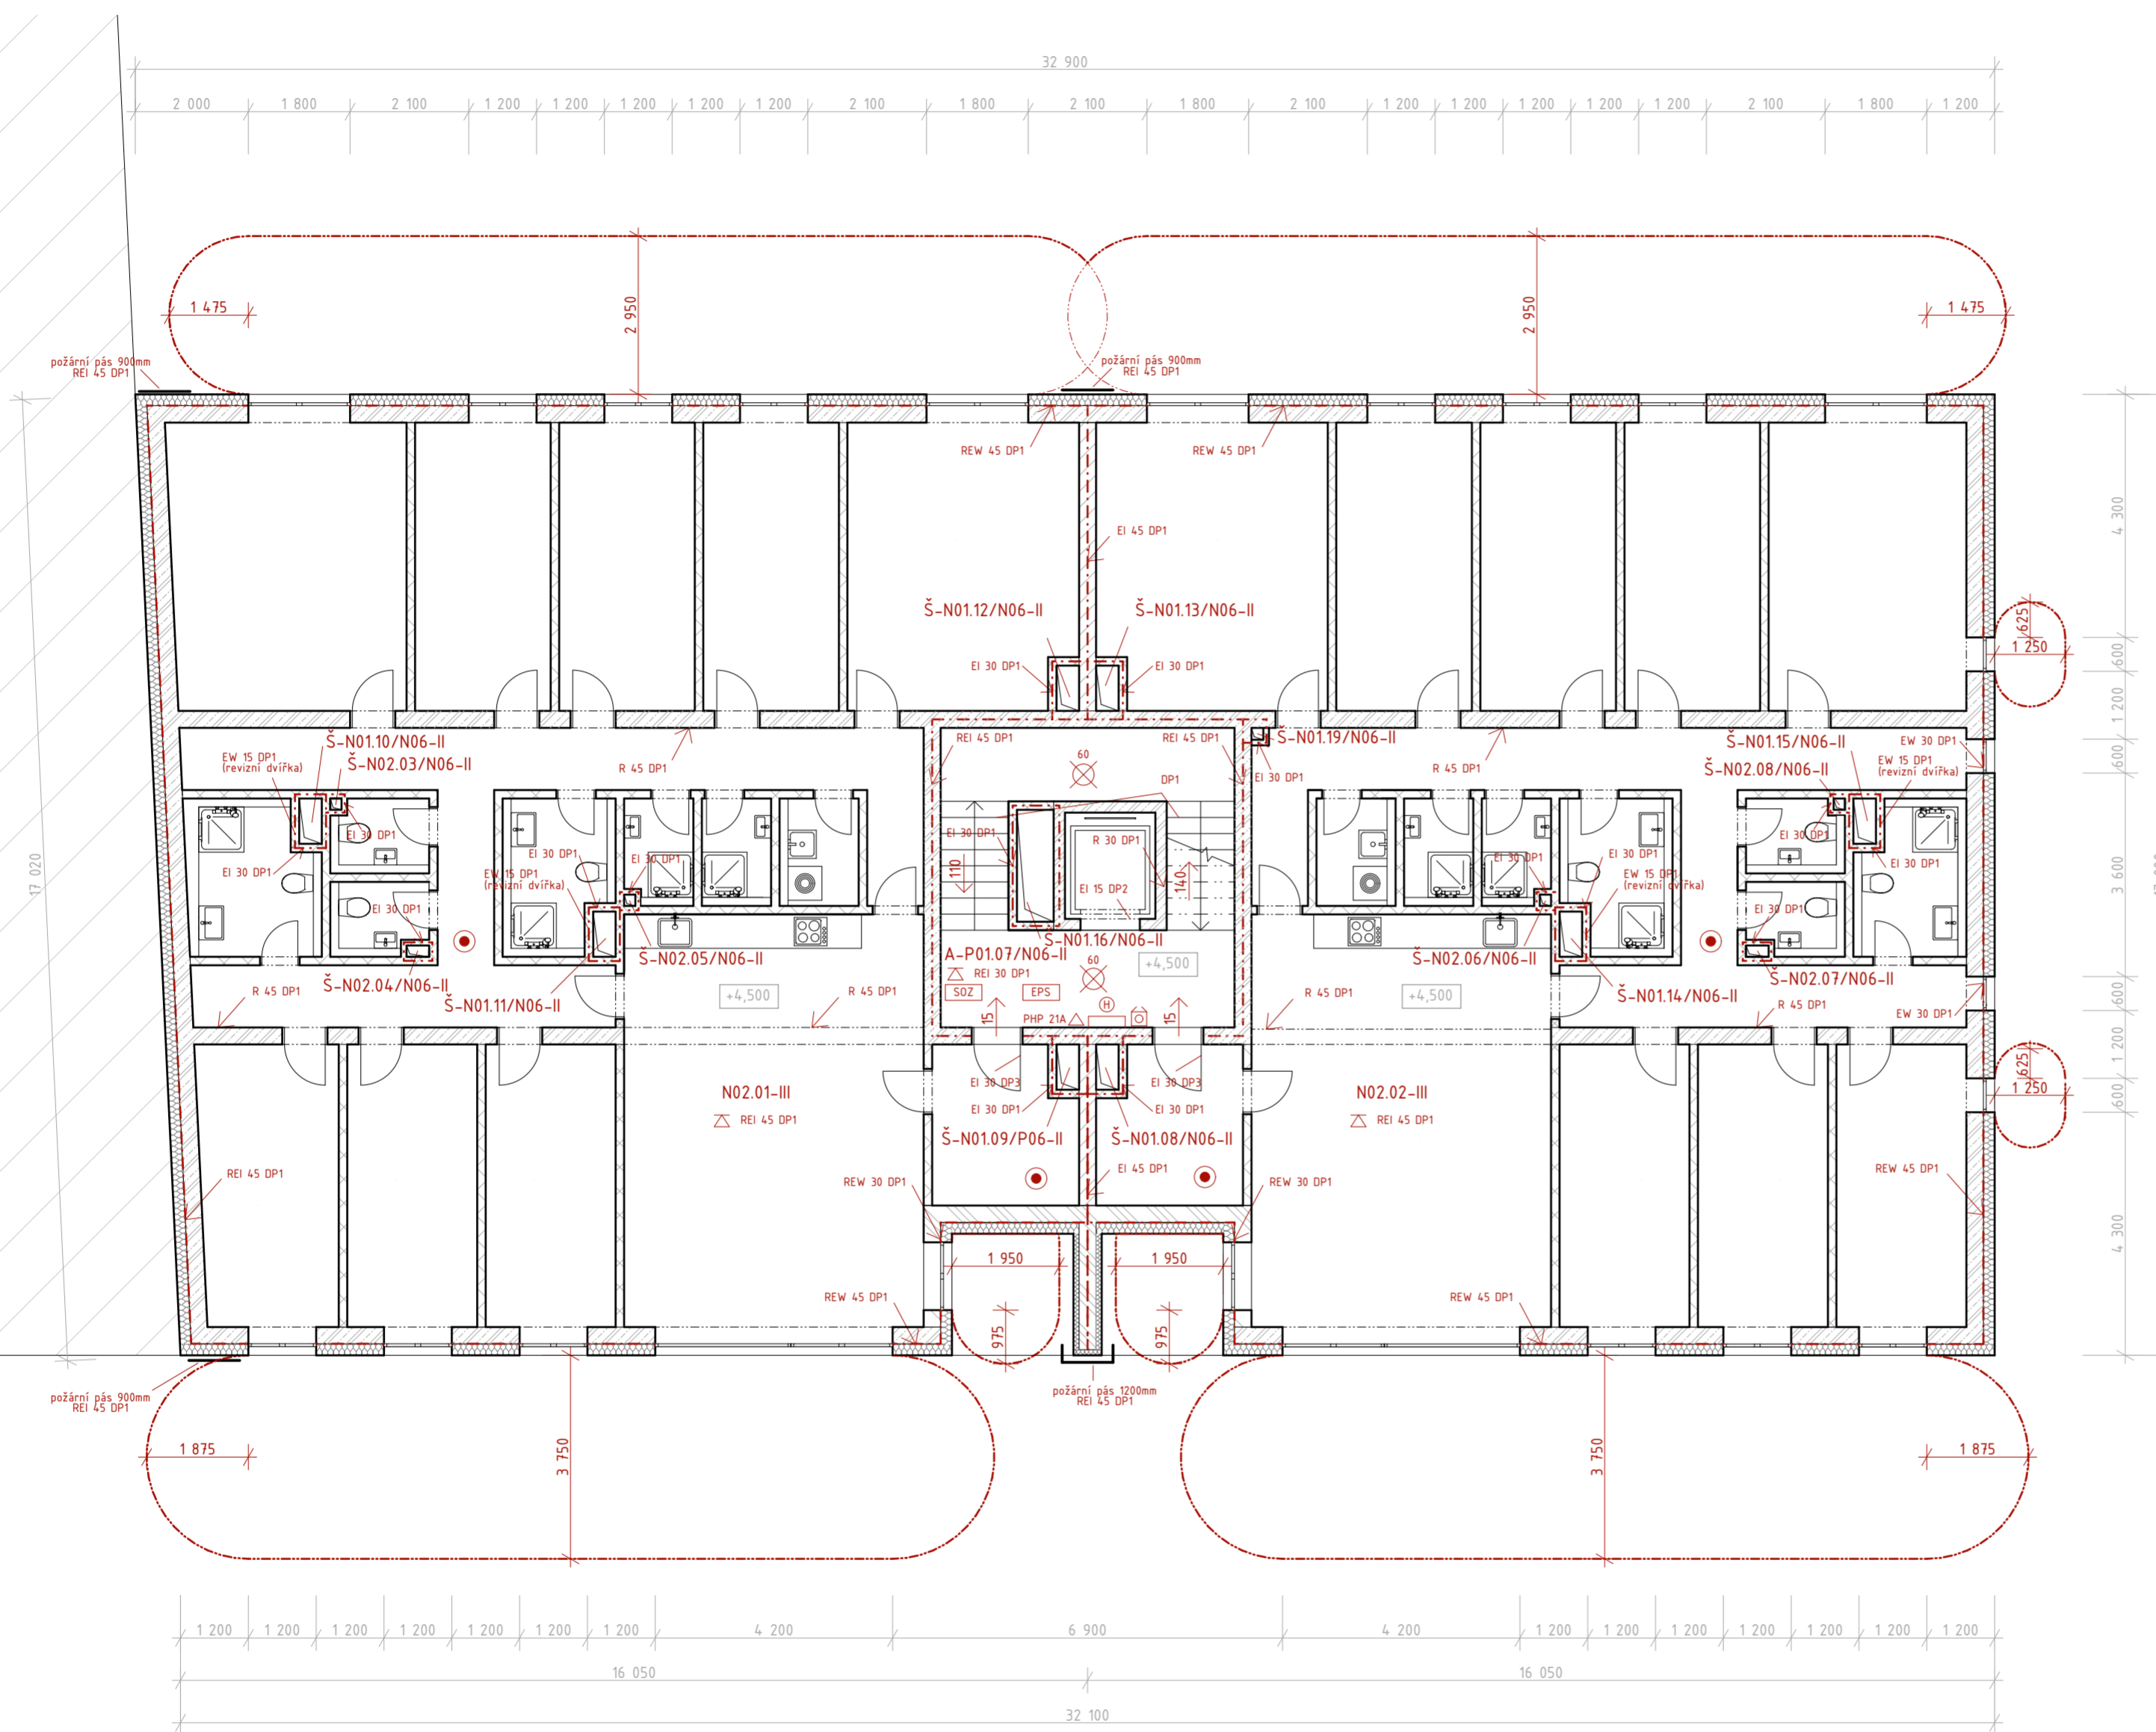 32 900
2 000 1 800 2 100 1 200 1 200 1 200 1 200 1 200 2 100 1 800 2 100 1 800 2 100 1 200 1 200 1 200 1 200 1 200 2 100 1 800 1 200
1 475
2 950
2 950
1 475
požární pás 900mm
REI 45 DP1
požární pás 900mm
REI 45 DP1
REW 45 DP1
REW 45 DP1
4 300
EI 45 DP1
Š-N01.12/N06-II
Š-N01.13/N06-II
625
1 250
600
EI 30 DP1
EI 30 DP1
1 200
Š-N01.10/N06-II
Š-N02.03/N06-II
EW 15 DP1
(revizní dvířka)
R 45 DP1
REI 45 DP1
REI 45 DP1
Š-N01.19/N06-II
EI 30 DP1
60
DP1
R 45 DP1
Š-N01.15/N06-II
Š-N02.08/N06-II
EW 30 DP1
EW 15 DP1
(revizní dvířka)
600
EI 30 DP1
EI 30 DP1
EI 30 DP1
EI 30 DP1
EW 15 DP1
(revizní dvířka)
EI 30 DP1
EI 30 DP1
110
R 30 DP1
EI 15 DP2
140
EI 30 DP1
EI 30 DP1
EW 15 DP1
(revizní dvířka)
EI 30 DP1
EI 30 DP1
EI 30 DP1
17 020
3 600
Š-N02.04/N06-II
Š-N01.11/N06-II
Š-N02.05/N06-II
Š-N01.16/N06-II
A-P01.07/N06-II
REI 30 DP1
SOZ
EPS
60
+4,500
H
PHP 21A
15
15
Š-N02.06/N06-II
Š-N01.14/N06-II
Š-N02.07/N06-II
R 45 DP1
+4,500
R 45 DP1
R 45 DP1
+4,500
R 45 DP1
EW 30 DP1
600
1 200
625
1 250
600
EI 30 DP3
EI 30 DP3
EI 30 DP1
EI 30 DP1
N02.01-III
REI 45 DP1
N02.02-III
REI 45 DP1
Š-N01.09/P06-II
Š-N01.08/N06-II
REI 45 DP1
EI 45 DP1
REW 30 DP1
REW 30 DP1
REW 45 DP1
4 300
1 950
1 950
REW 45 DP1
REW 45 DP1
975
975
požární pás 900mm
REI 45 DP1
požární pás 1200mm
REI 45 DP1
1 875
3 750
3 750
1 875
1 200 1 200 1 200 1 200 1 200 1 200 1 200 4 200 6 900 4 200 1 200 1 200 1 200 1 200 1 200 1 200 1 200
16 050 16 050
32 100